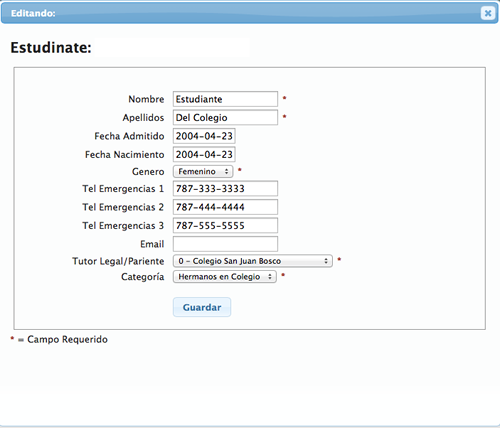 Editando:
Estudinate:
Nombre Estudiante *
Apellidos Del Colegio *
Fecha Admitido 2004-04-23
Fecha Nacimiento 2004-04-23
Genero Femenino *
Tel Emergencias 1 787-333-3333
Tel Emergencias 2 787-444-4444
Tel Emergencias 3 787-555-5555
Email
Tutor Legal/Pariente 0 - Colegio San Juan Bosco *
Categoría Hermanos en Colegio *
Guardar
* = Campo Requerido